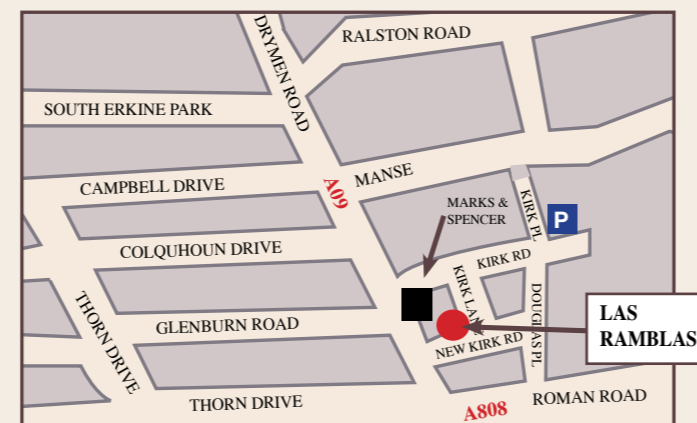 DRYMEN ROAD
RALSTON ROAD
SOUTH ERKINE PARK
CAMPBELL DRIVE
A09
MANSE
MARKS &
SPENCER
KIRK PL
P
COLQUHOUN DRIVE
KIRK RD
KIRK LAN
THORN DRIVE
DOUGLAS PL
GLENBURN ROAD
LAS
RAMBLAS
NEW KIRK RD
THORN DRIVE
A808
ROMAN ROAD